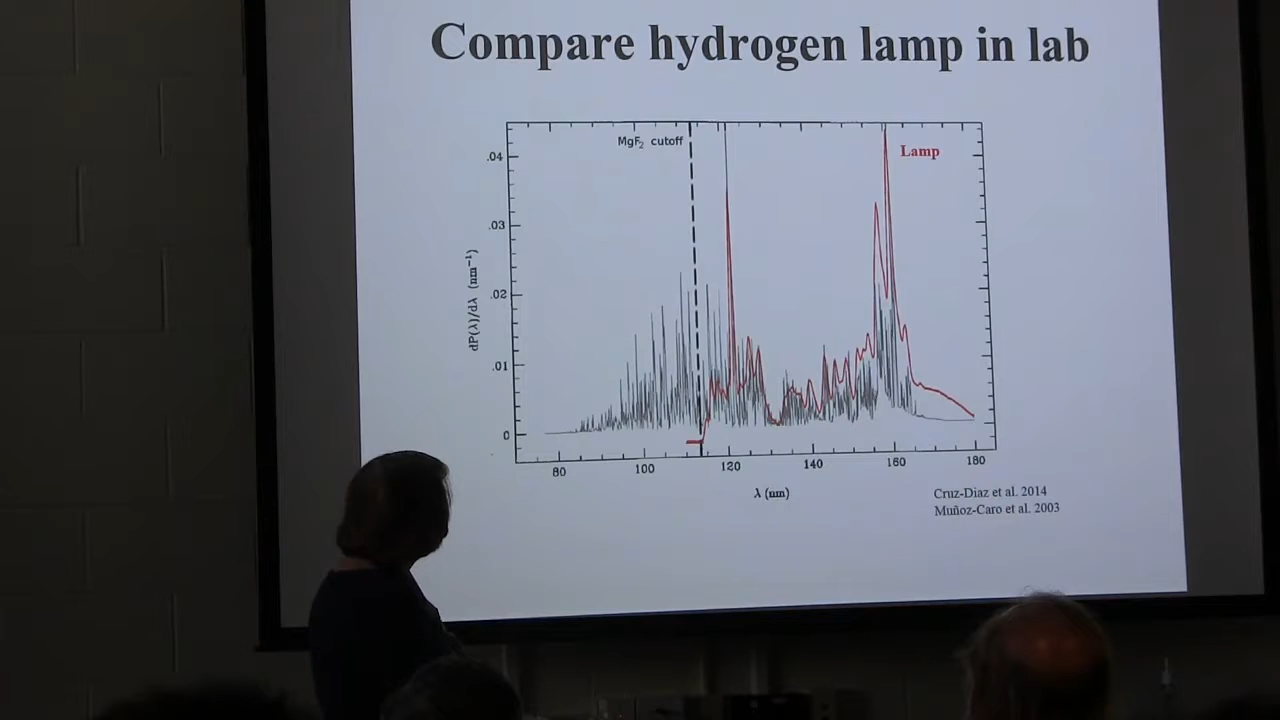 Compare hydrogen lamp in lab
MgF₂ cutoff
Lamp
.04
.03
.02
.01
0
dP(λ)/dλ (nm⁻¹)
80 100 120 140 160 180
λ (nm)
Cruz-Diaz et al. 2014
Muñoz-Caro et al. 2003